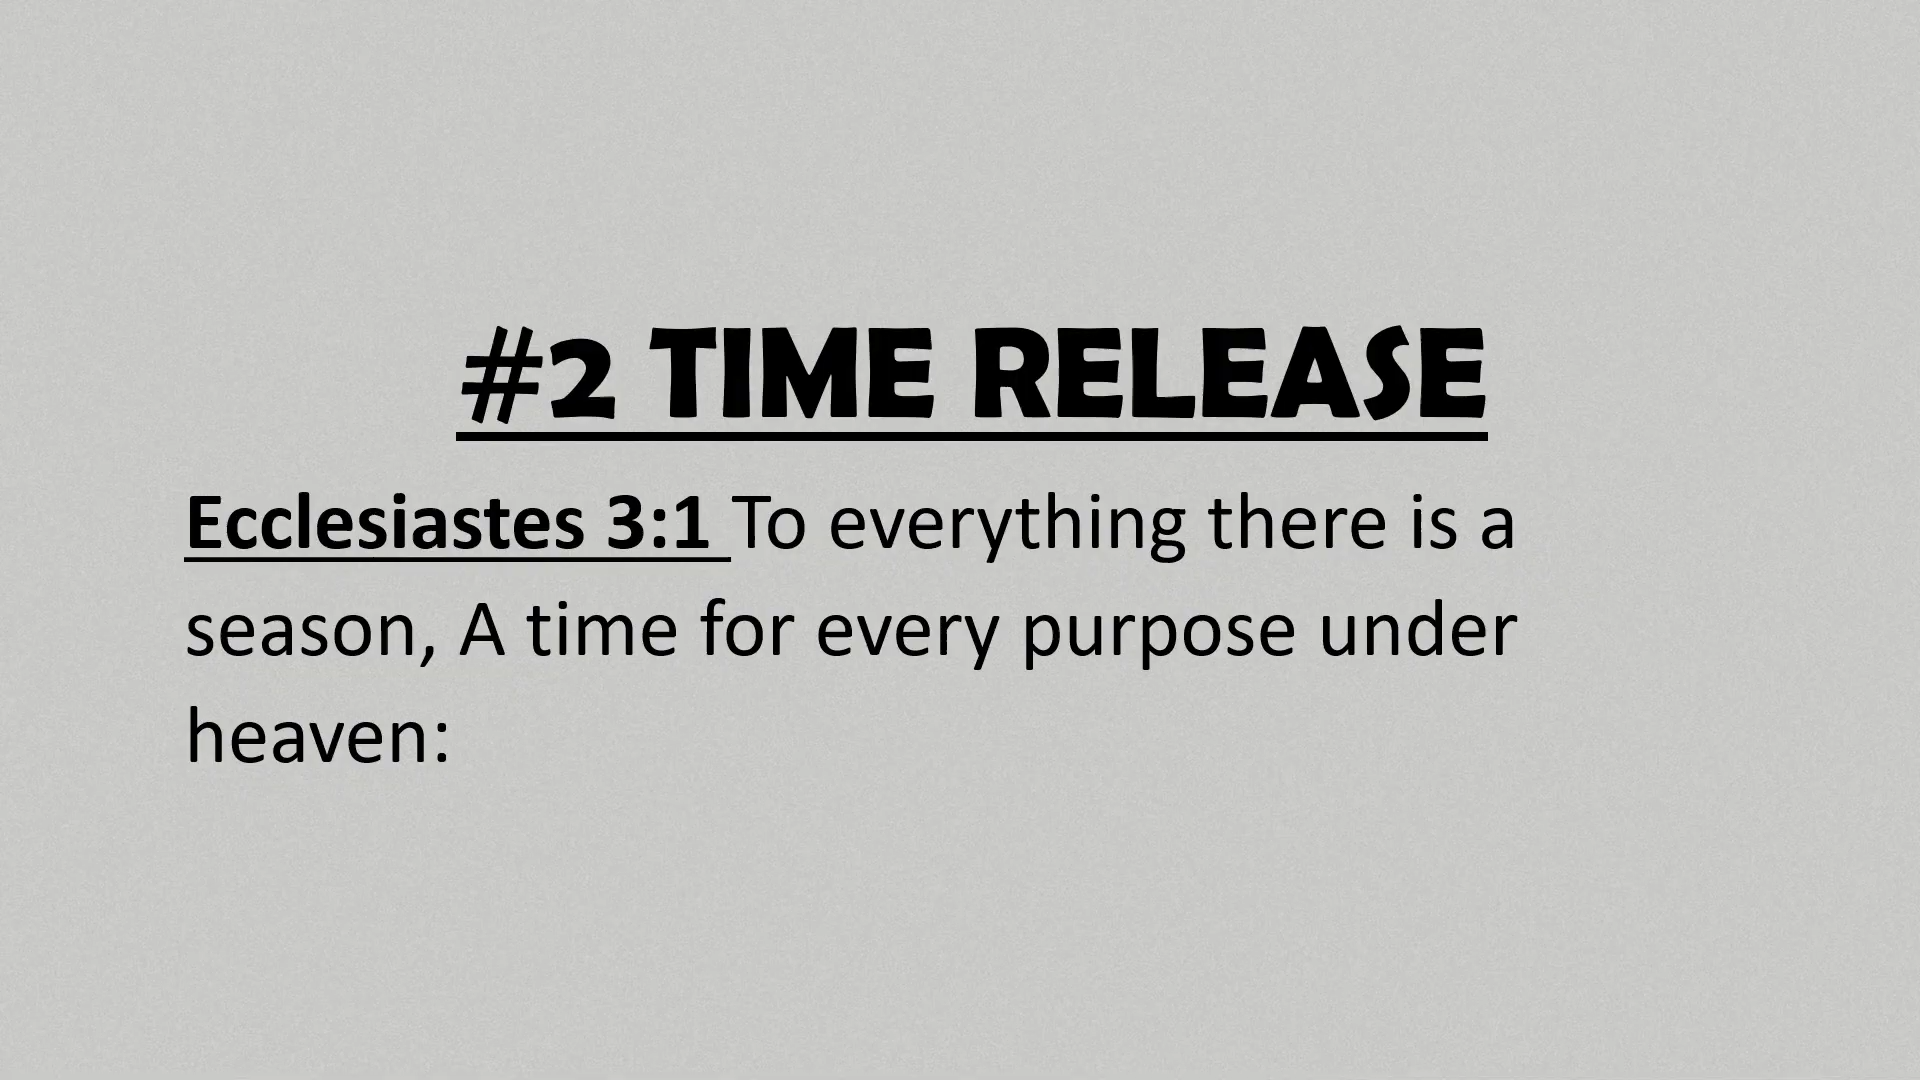 #2 TIME RELEASE
Ecclesiastes 3:1 To everything there is a
season, A time for every purpose under
heaven: